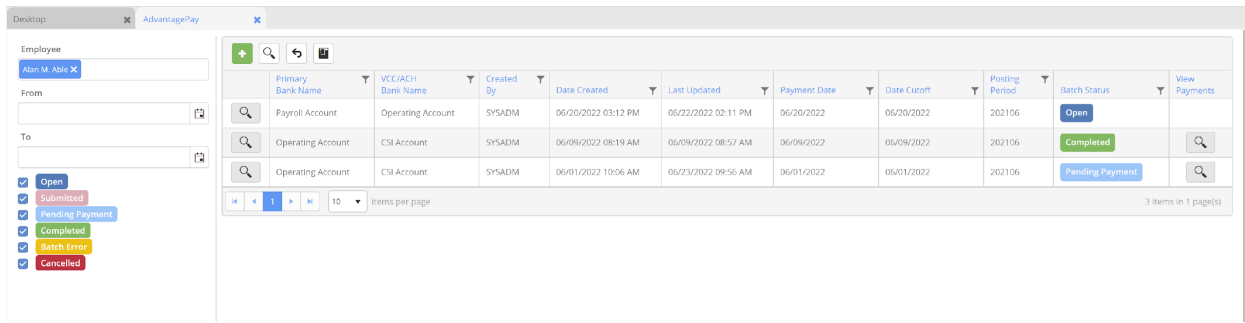 Desktop
AdvantagePay
Employee
Alan M. Able
From
To
Open
Submitted
Pending Payment
Completed
Batch Error
Cancelled
Primary Bank Name VCC/ACH Bank Name Created By Date Created Last Updated Payment Date Date Cutoff Posting Period Batch Status View Payments
Payroll Account Operating Account SYSADM 06/20/2022 03:12 PM 06/22/2022 02:11 PM 06/20/2022 06/20/2022 202106 Open
Operating Account CSI Account SYSADM 06/09/2022 08:19 AM 06/09/2022 08:57 AM 06/09/2022 06/09/2022 202106 Completed
Operating Account CSI Account SYSADM 06/01/2022 10:06 AM 06/23/2022 09:56 AM 06/01/2022 06/01/2022 202106 Pending Payment
1 10 items per page 3 items in 1 page(s)